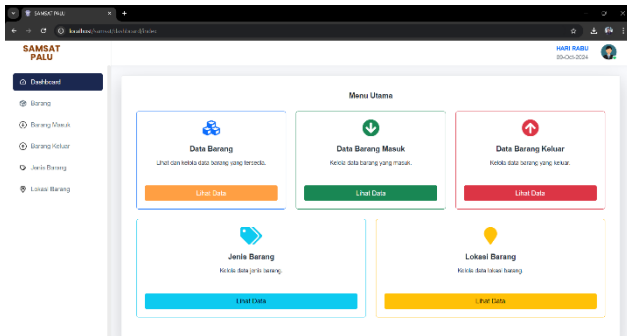 SAMSAT PALU
localhost/samsat/dashboard/index
SAMSAT
PALU
HARI RABU
09-Oct-2024
Dashboard
Barang
Barang Masuk
Barang Keluar
Jenis Barang
Lokasi Barang
Menu Utama
Data Barang
Lihat dan kelola data barang yang tersedia.
Lihat Data
Data Barang Masuk
Kelola data barang yang masuk.
Lihat Data
Data Barang Keluar
Kelola data barang yang keluar.
Lihat Data
Jenis Barang
Kelola data jenis barang.
Lihat Data
Lokasi Barang
Kelola data lokasi barang.
Lihat Data